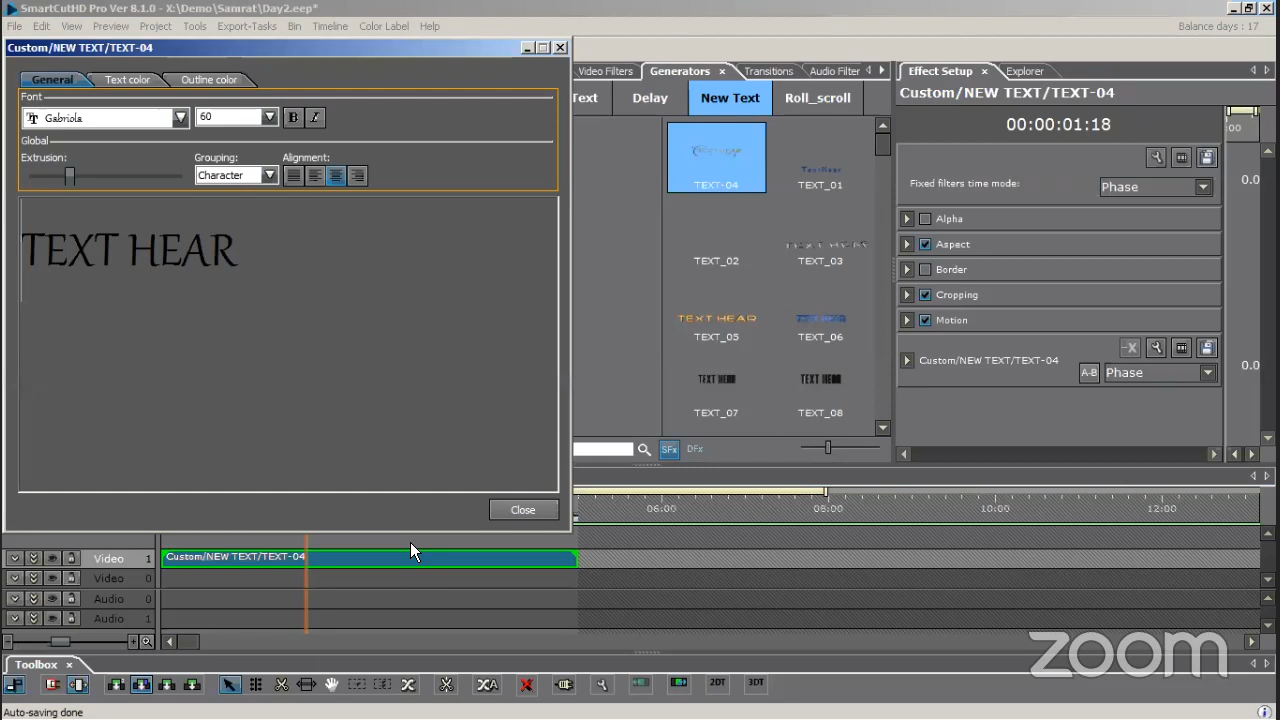 SmartCutHD Pro Ver 8.1.0 - X:\Demo\Samrat\Day2.eep*
File Edit View Preview Project Tools Export-Tasks Bin Timeline Color Label Help Balance days : 17
Custom/NEW TEXT/TEXT-04
General Text color Outline color
Font
Gabriola 60 B I
Global
Extrusion: Grouping: Alignment:
Character
TEXT HEAR
Close
Video Filters Generators × Transitions Audio Filter
Text Delay New Text Roll_scroll
TEXT-04 TEXT_01
TEXT_02 TEXT_03
TEXT HEAR
TEXT_05 TEXT_06
TEXT HEAR TEXT HEAR
TEXT_07 TEXT_08
SFx DFx
Effect Setup × Explorer
Custom/NEW TEXT/TEXT-04
00:00:01:18
:00
Fixed filters time mode: Phase
0.0
Alpha
Aspect
Border
Cropping
Motion
Custom/NEW TEXT/TEXT-04
-X
A-B Phase
0.0
06:00 08:00 10:00 12:00
Video 1 Custom/NEW TEXT/TEXT-04
Video 0
Audio 0
Audio 1
zoom
Toolbox ×
XA 2DT 3DT
Auto-saving done